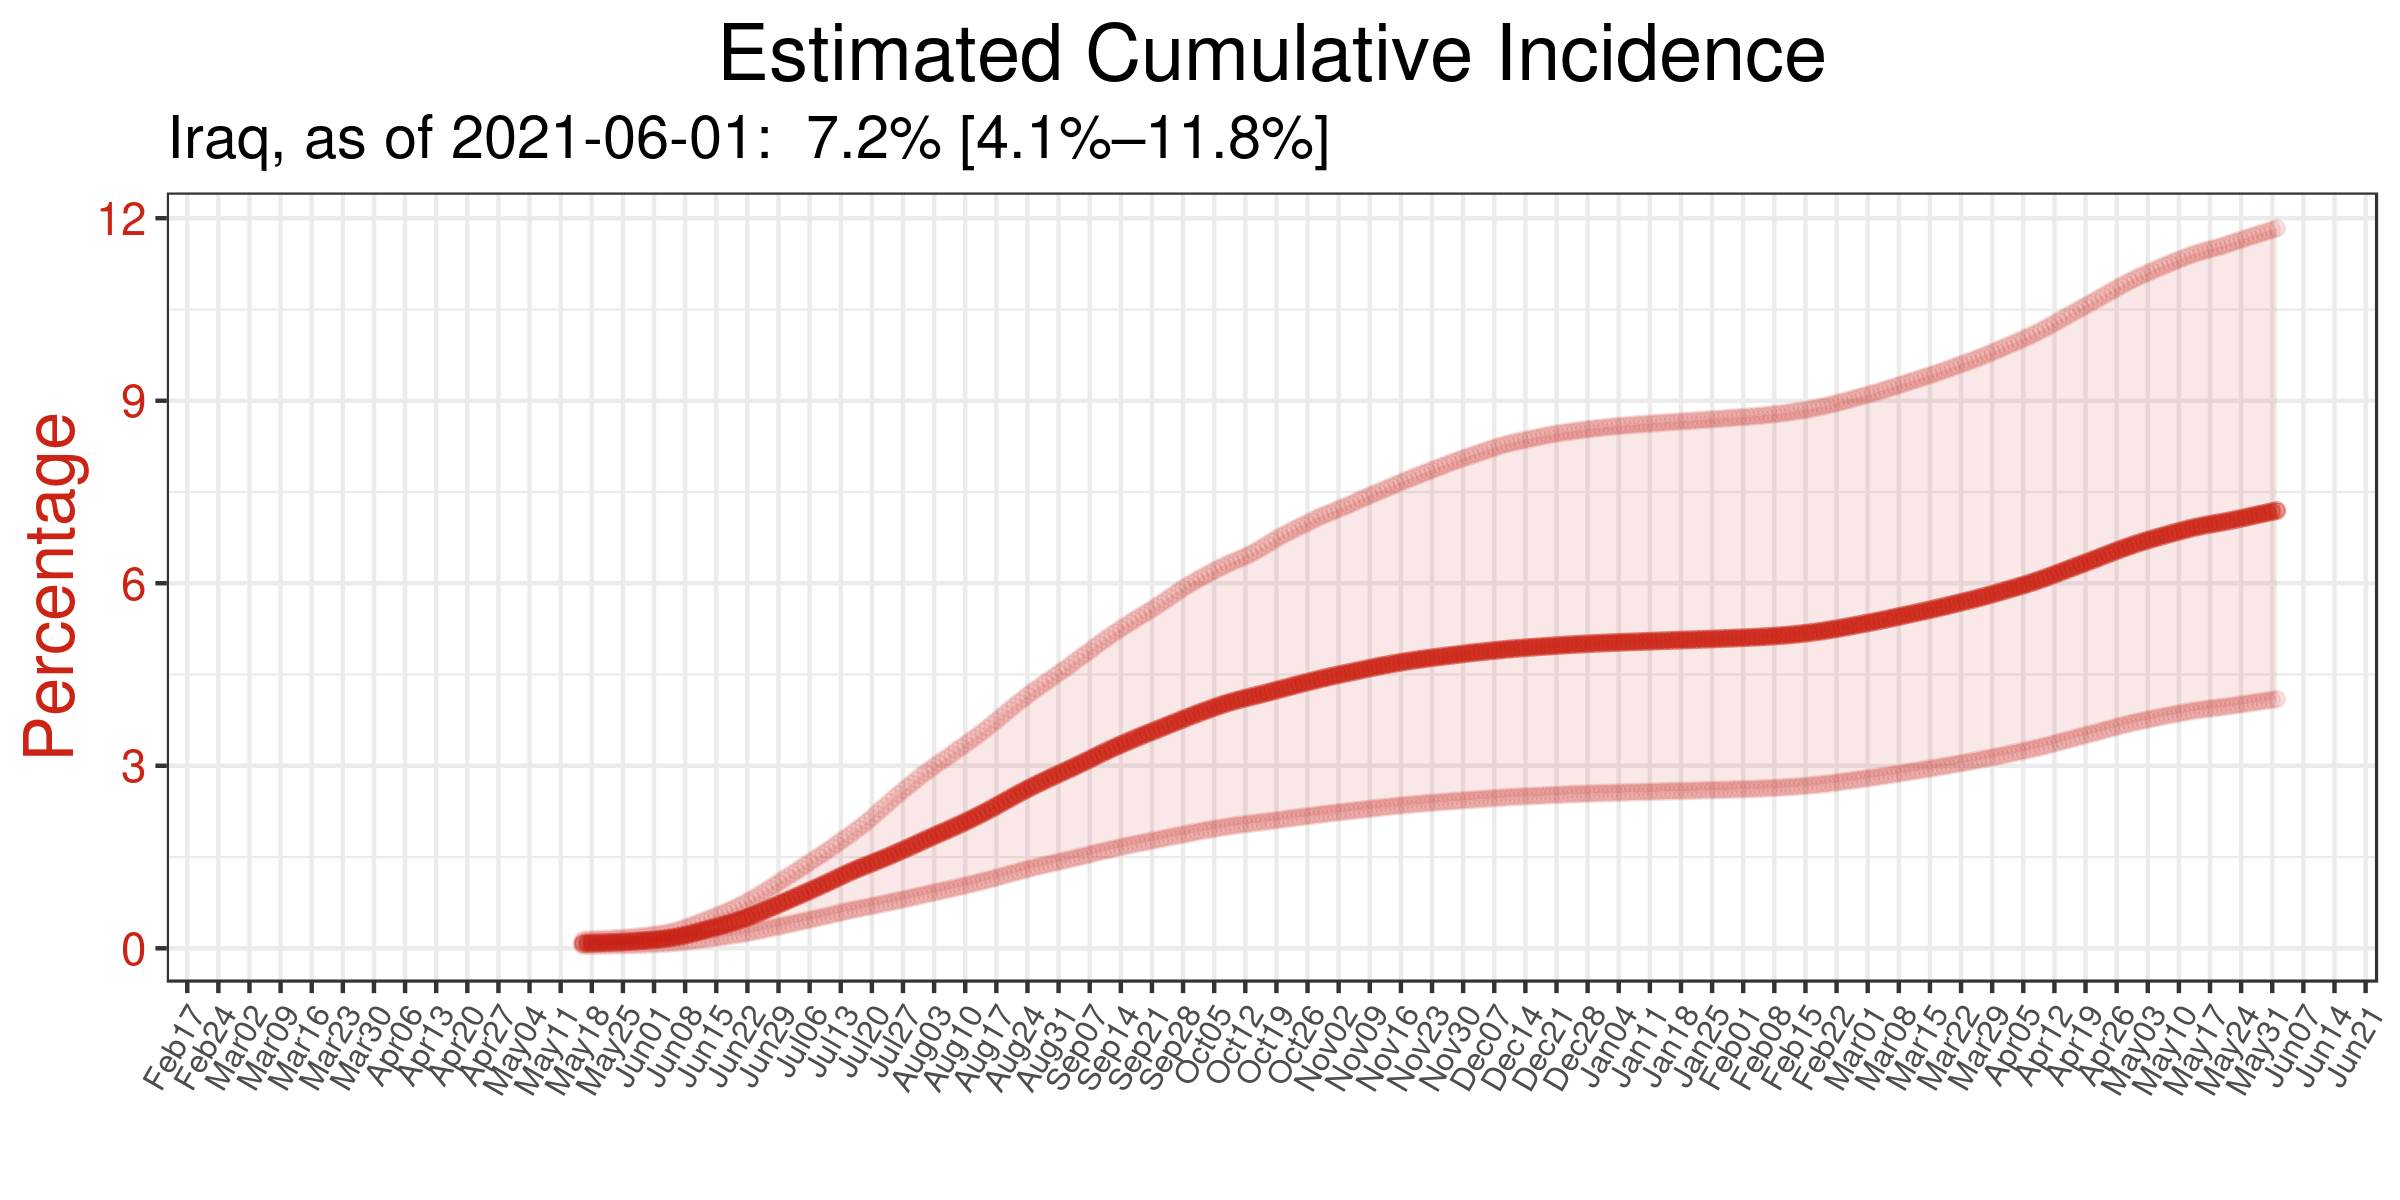 Estimated Cumulative Incidence
Iraq, as of 2021-06-01:  7.2% [4.1%–11.8%]
Percentage
12
9
6
3
0
Feb17
Feb24
Mar02
Mar09
Mar16
Mar23
Mar30
Apr06
Apr13
Apr20
Apr27
May04
May11
May18
May25
Jun01
Jun08
Jun15
Jun22
Jun29
Jul06
Jul13
Jul20
Jul27
Aug03
Aug10
Aug17
Aug24
Aug31
Sep07
Sep14
Sep21
Sep28
Oct05
Oct12
Oct19
Oct26
Nov02
Nov09
Nov16
Nov23
Nov30
Dec07
Dec14
Dec21
Dec28
Jan04
Jan11
Jan18
Jan25
Feb01
Feb08
Feb15
Feb22
Mar01
Mar08
Mar15
Mar22
Mar29
Apr05
Apr12
Apr19
Apr26
May03
May10
May17
May24
May31
Jun07
Jun14
Jun21